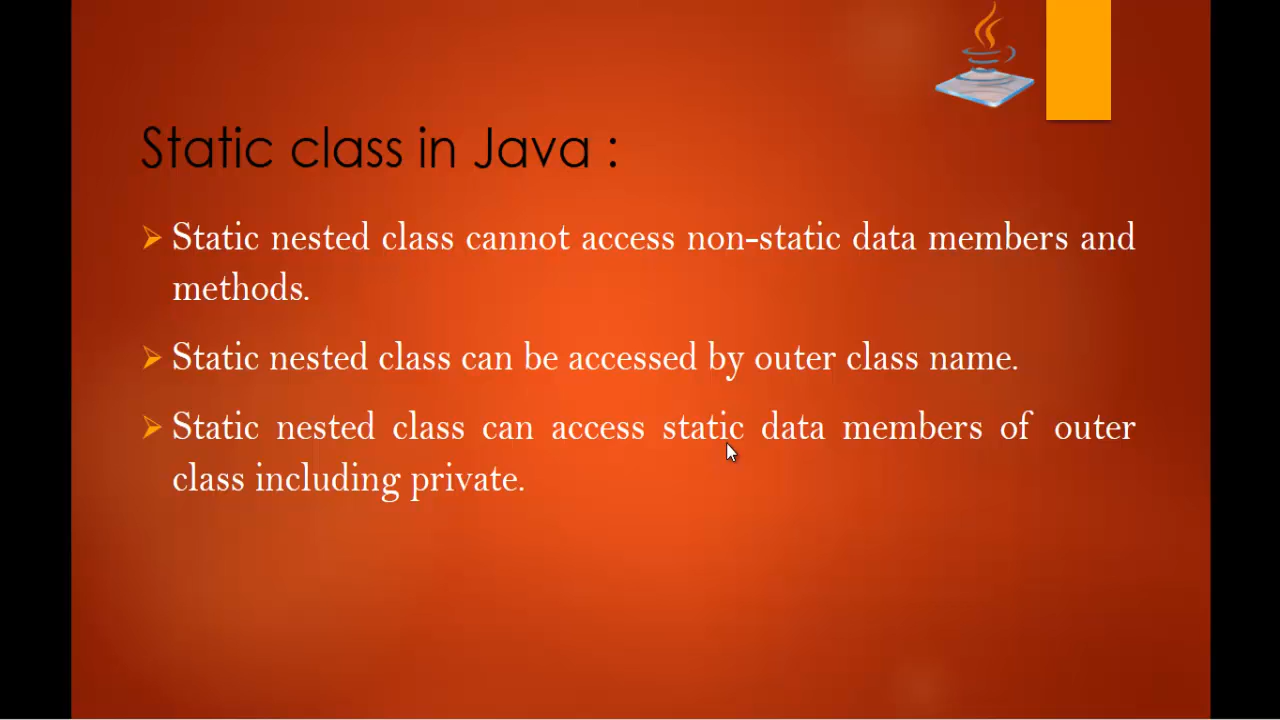 Static class in Java :
Static nested class cannot access non-static data members and
methods.
Static nested class can be accessed by outer class name.
Static nested class can access static data members of outer
class including private.